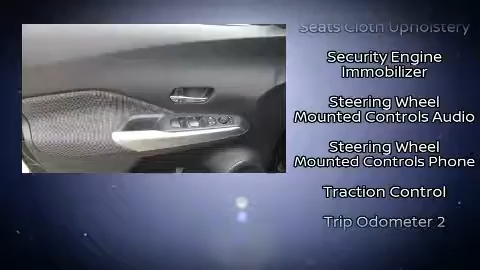 Seats Cloth Upholstery
Security Engine
Immobilizer
Steering Wheel
Mounted Controls Audio
Steering Wheel
Mounted Controls Phone
Traction Control
Trip Odometer 2